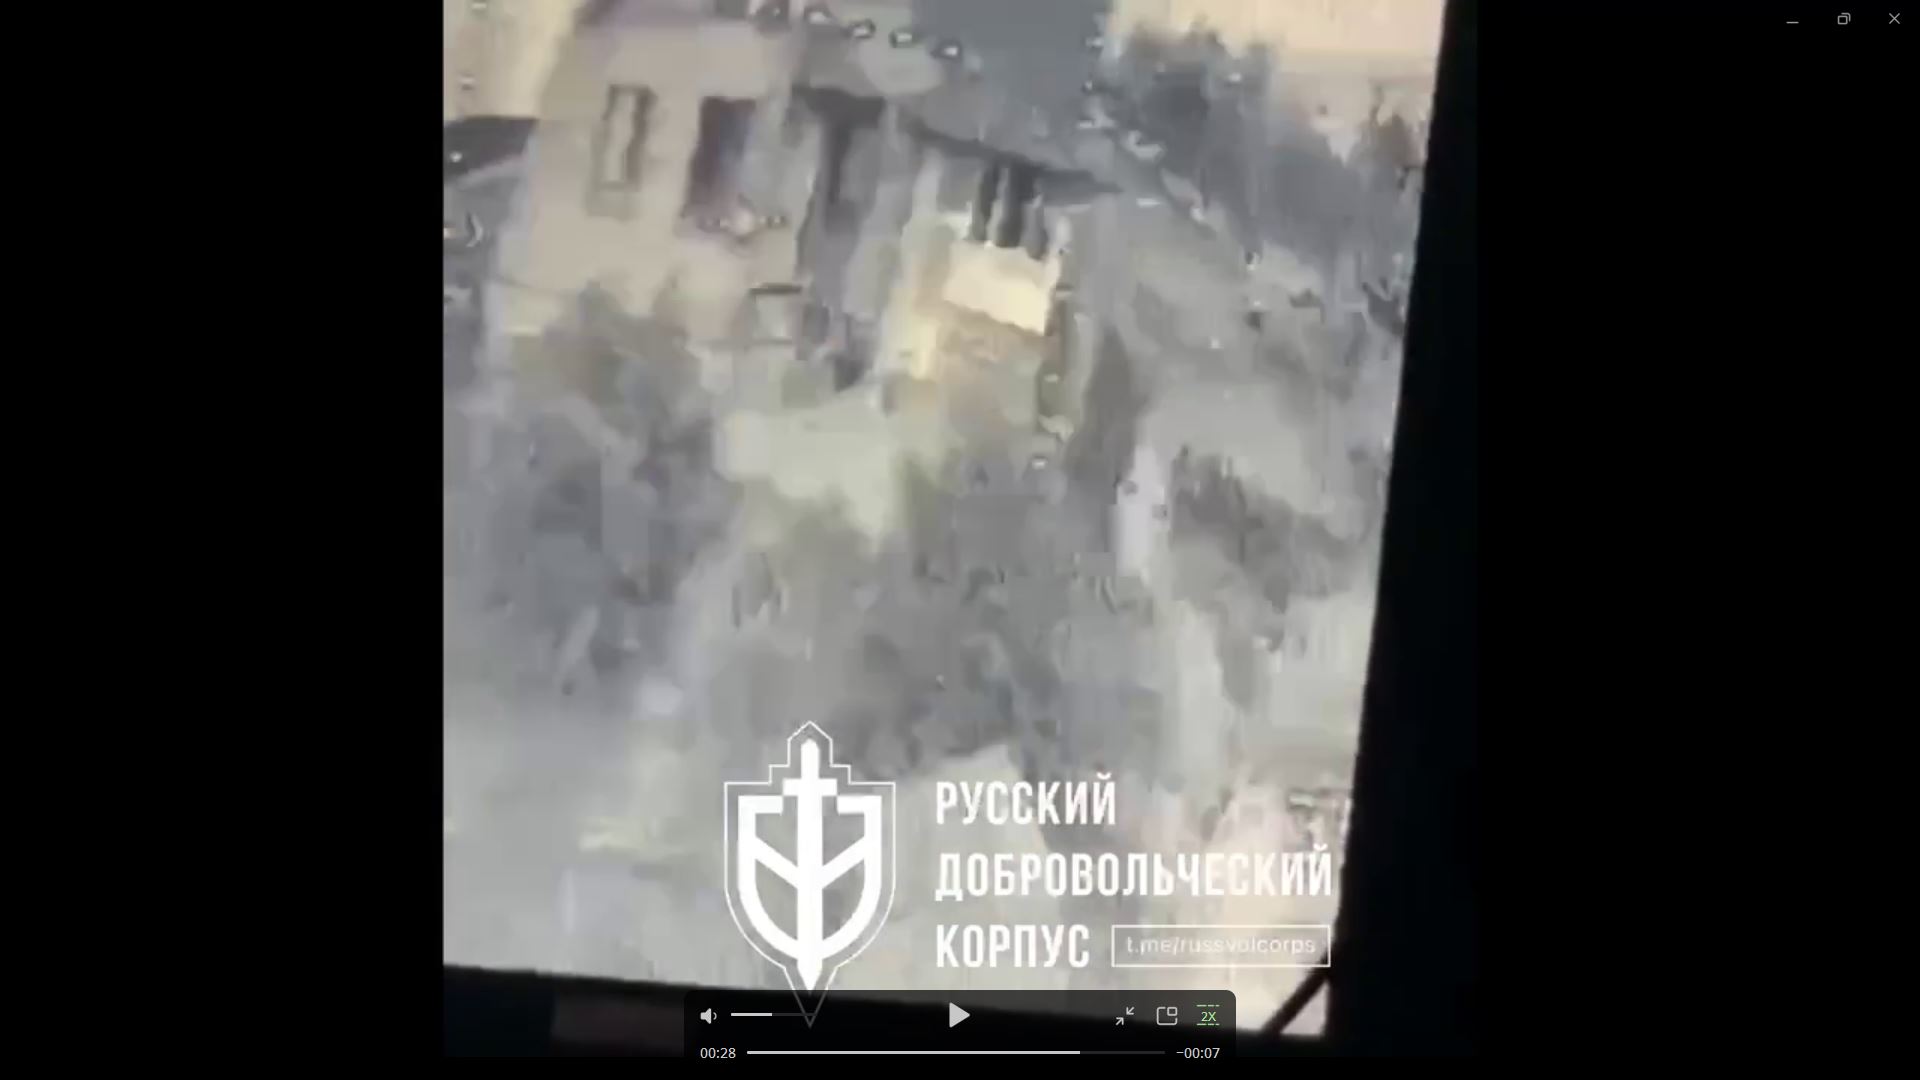 РУССКИЙ
ДОБРОВОЛЬЧЕСКИЙ
КОРПУС
t.me/russvolcorps
2X
00:28
−00:07